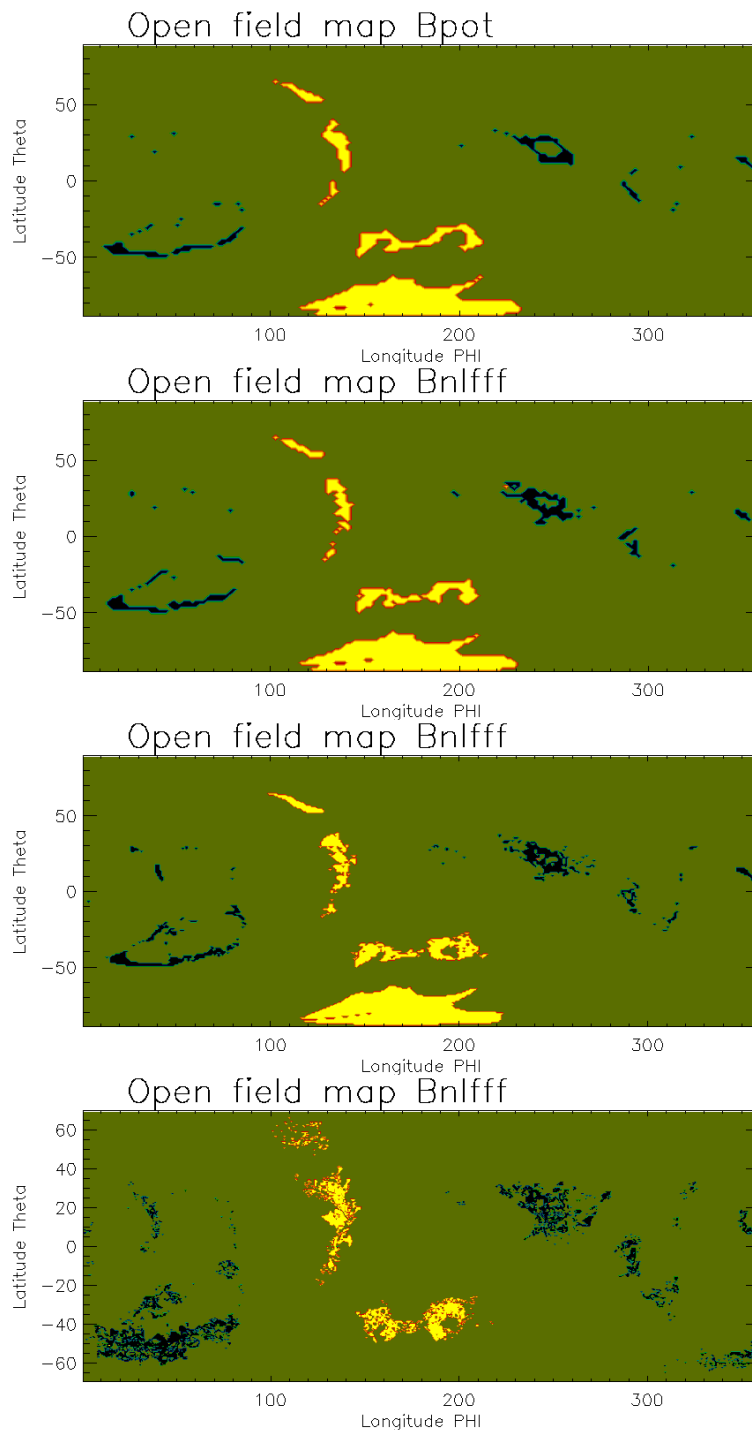 Open field map Bpot
Latitude Theta
50
0
−50
100 200 300
Longitude PHI
Open field map Bnlfff
Latitude Theta
50
0
−50
100 200 300
Longitude PHI
Open field map Bnlfff
Latitude Theta
50
0
−50
100 200 300
Longitude PHI
Open field map Bnlfff
Latitude Theta
60
40
20
0
−20
−40
−60
100 200 300
Longitude PHI